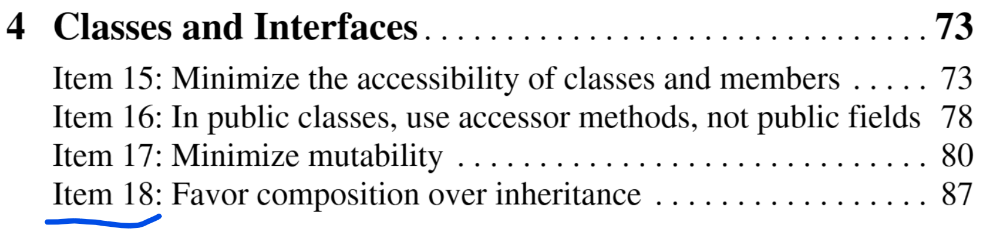 4 Classes and Interfaces. . . . . . . . . . . . . . . . . . . . . . . . . . . . . . . 73
Item 15: Minimize the accessibility of classes and members . . . . . 73
Item 16: In public classes, use accessor methods, not public fields 78
Item 17: Minimize mutability . . . . . . . . . . . . . . . . . . . . . . . . . . . . . 80
Item 18: Favor composition over inheritance . . . . . . . . . . . . . . . . . 87